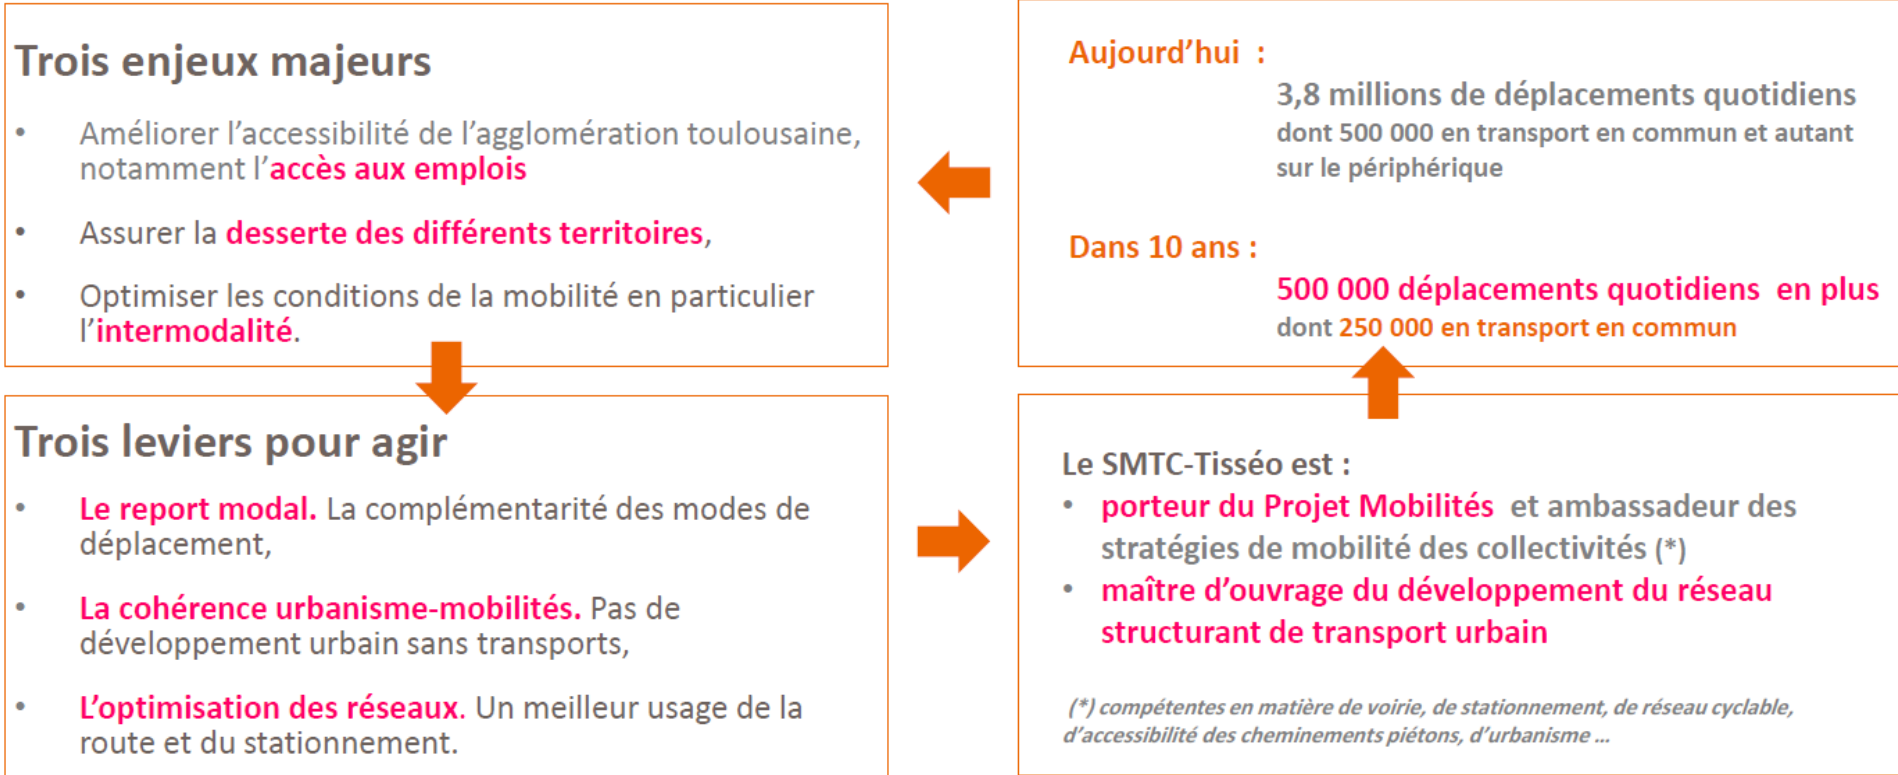 Trois enjeux majeurs
• Améliorer l’accessibilité de l’agglomération toulousaine,
notamment l’accès aux emplois
• Assurer la desserte des différents territoires,
• Optimiser les conditions de la mobilité en particulier
l’intermodalité.
Aujourd’hui :
3,8 millions de déplacements quotidiens
dont 500 000 en transport en commun et autant
sur le périphérique
Dans 10 ans :
500 000 déplacements quotidiens en plus
dont 250 000 en transport en commun
Trois leviers pour agir
• Le report modal. La complémentarité des modes de
déplacement,
• La cohérence urbanisme-mobilités. Pas de
développement urbain sans transports,
• L’optimisation des réseaux. Un meilleur usage de la
route et du stationnement.
Le SMTC-Tisséo est :
• porteur du Projet Mobilités et ambassadeur des
stratégies de mobilité des collectivités (*)
• maître d’ouvrage du développement du réseau
structurant de transport urbain
(*) compétentes en matière de voirie, de stationnement, de réseau cyclable,
d’accessibilité des cheminements piétons, d’urbanisme ...